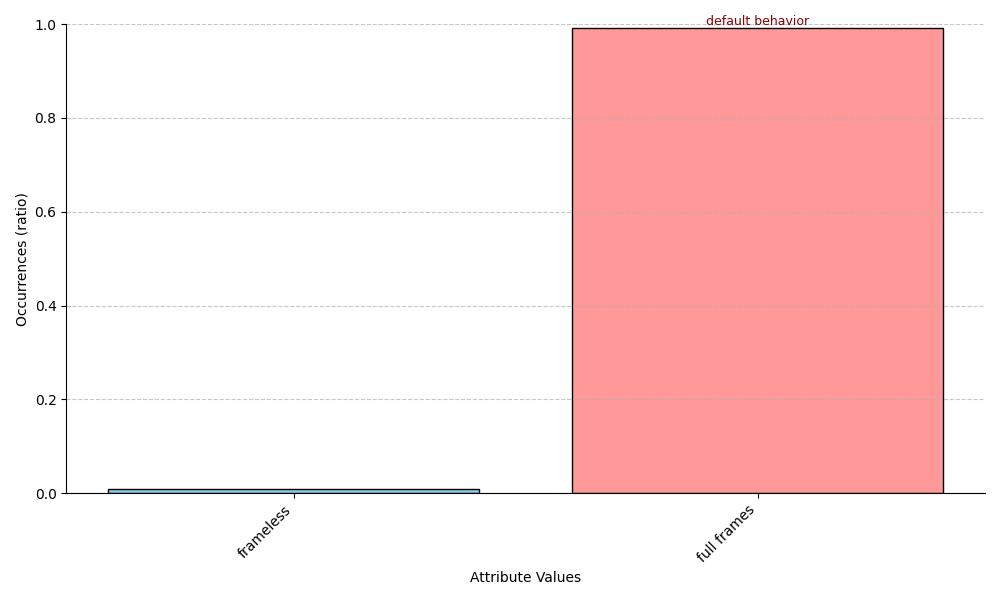 default behavior
1.0
0.8
0.6
0.4
0.2
0.0
Occurrences (ratio)
frameless
full frames
Attribute Values